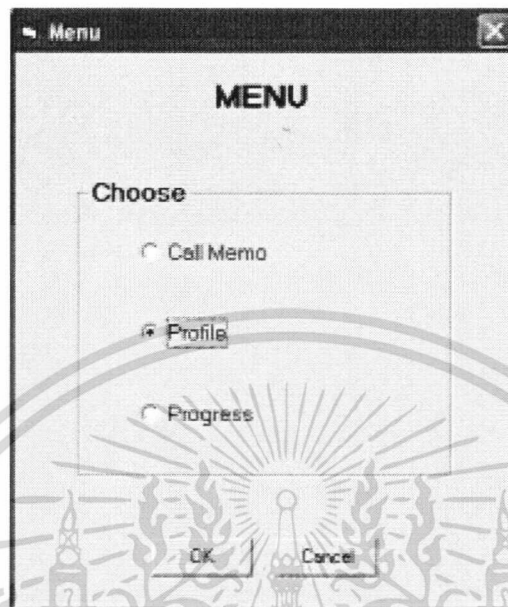 Menu
MENU
Choose
Call Memo
Profile
Progress
OK Cancel